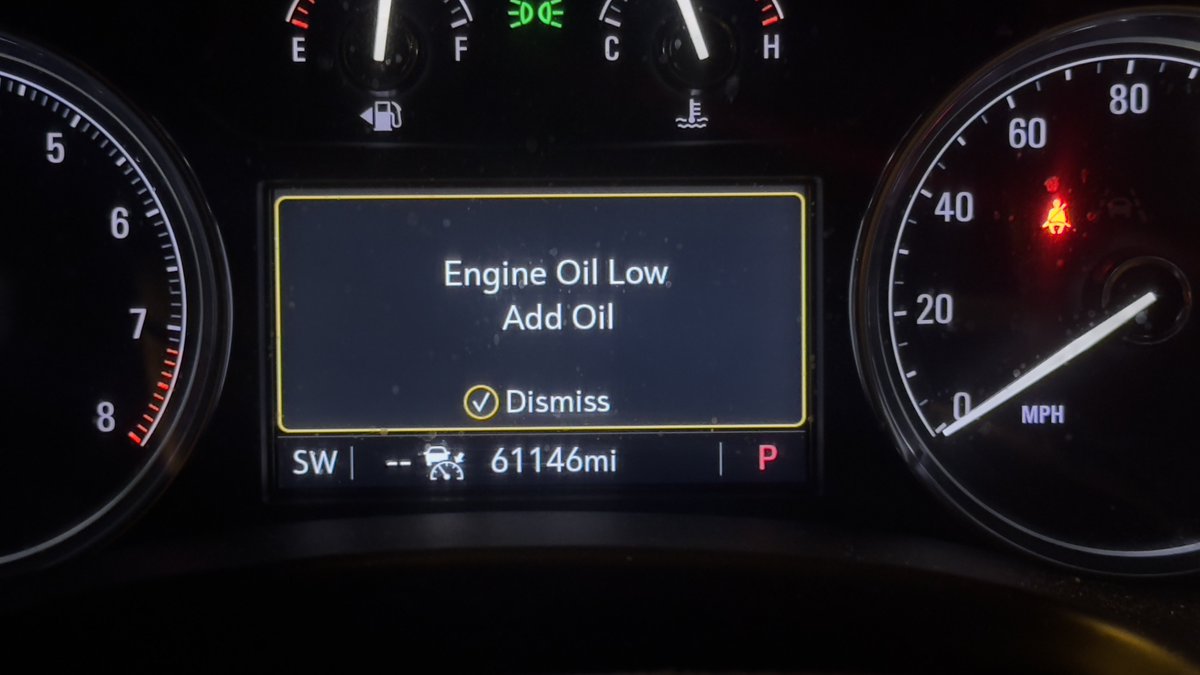 E F C H
5
6
7
8
80
60
40
20
0
MPH
Engine Oil Low
Add Oil
Dismiss
SW -- 61146mi P